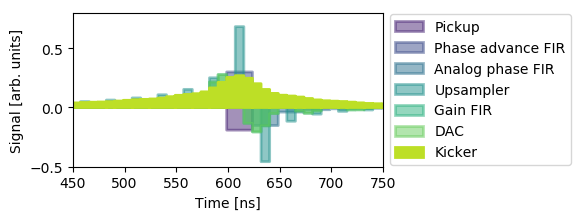 Signal [arb. units]
0.5
0.0
−0.5
450
500
550
600
650
700
750
Time [ns]
Pickup
Phase advance FIR
Analog phase FIR
Upsampler
Gain FIR
DAC
Kicker